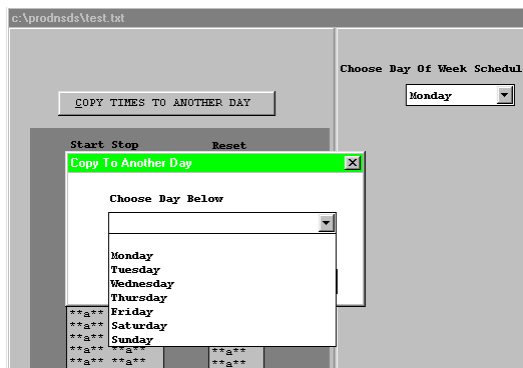 c:\prodnsds\test.txt
Choose Day Of Week Schedul
Monday
COPY TIMES TO ANOTHER DAY
Start Stop Reset
Copy To Another Day
Choose Day Below
Monday
Tuesday
Wednesday
Thursday
Friday
Saturday
Sunday
**a**
**a**
**a**
**a** **a** **a**
**a** **a** **a**